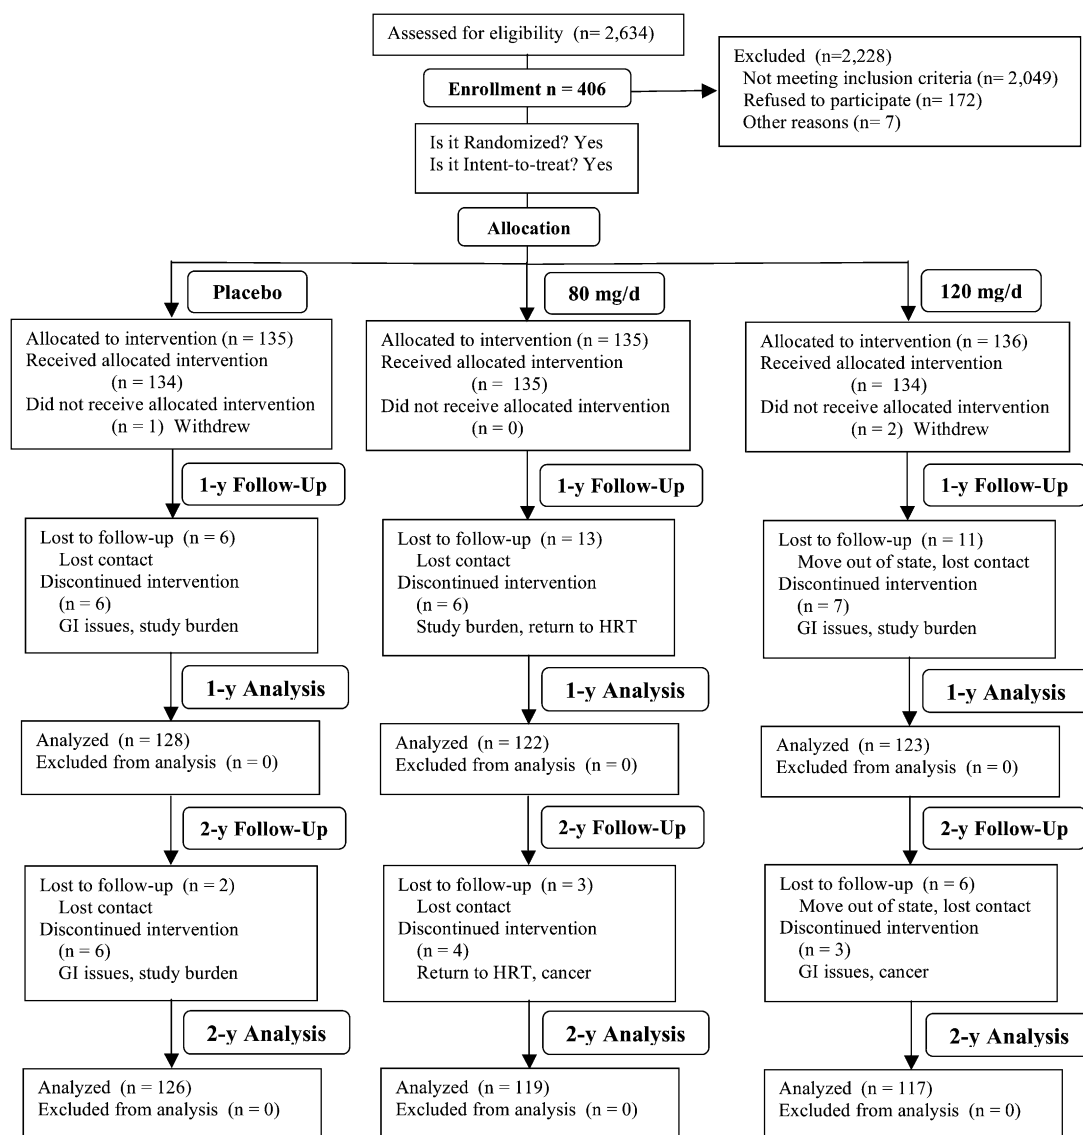 Assessed for eligibility (n= 2,634)
Enrollment n = 406
Excluded (n=2,228)
Not meeting inclusion criteria (n= 2,049)
Refused to participate (n= 172)
Other reasons (n= 7)
Is it Randomized? Yes
Is it Intent-to-treat? Yes
Allocation
Placebo
Allocated to intervention (n = 135)
Received allocated intervention
(n = 134)
Did not receive allocated intervention
(n = 1) Withdrew
1-y Follow-Up
Lost to follow-up (n = 6)
Lost contact
Discontinued intervention
(n = 6)
GI issues, study burden
1-y Analysis
Analyzed (n = 128)
Excluded from analysis (n = 0)
2-y Follow-Up
Lost to follow-up (n = 2)
Lost contact
Discontinued intervention
(n = 6)
GI issues, study burden
2-y Analysis
Analyzed (n = 126)
Excluded from analysis (n = 0)
80 mg/d
Allocated to intervention (n = 135)
Received allocated intervention
(n = 135)
Did not receive allocated intervention
(n = 0)
1-y Follow-Up
Lost to follow-up (n = 13)
Lost contact
Discontinued intervention
(n = 6)
Study burden, return to HRT
1-y Analysis
Analyzed (n = 122)
Excluded from analysis (n = 0)
2-y Follow-Up
Lost to follow-up (n = 3)
Lost contact
Discontinued intervention
(n = 4)
Return to HRT, cancer
2-y Analysis
Analyzed (n = 119)
Excluded from analysis (n = 0)
120 mg/d
Allocated to intervention (n = 136)
Received allocated intervention
(n = 134)
Did not receive allocated intervention
(n = 2) Withdrew
1-y Follow-Up
Lost to follow-up (n = 11)
Move out of state, lost contact
Discontinued intervention
(n = 7)
GI issues, study burden
1-y Analysis
Analyzed (n = 123)
Excluded from analysis (n = 0)
2-y Follow-Up
Lost to follow-up (n = 6)
Move out of state, lost contact
Discontinued intervention
(n = 3)
GI issues, cancer
2-y Analysis
Analyzed (n = 117)
Excluded from analysis (n = 0)